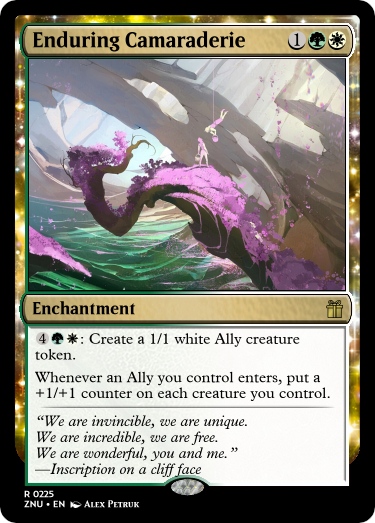 Enduring Camaraderie 1
Enchantment
4: Create a 1/1 white Ally creature
token.
Whenever an Ally you control enters, put a
+1/+1 counter on each creature you control.
“We are invincible, we are unique.
We are incredible, we are free.
We are wonderful, you and me.”
—Inscription on a cliff face
R 0225
ZNU • EN Alex Petruk